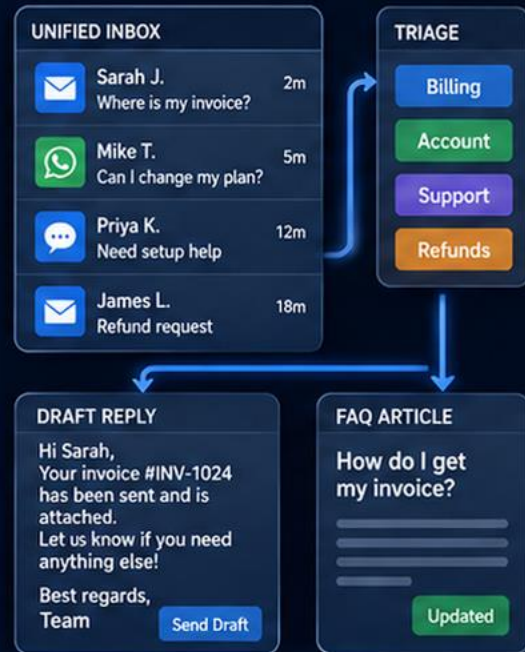 UNIFIED INBOX
Sarah J.
2m
Where is my invoice?
Mike T.
5m
Can I change my plan?
Priya K.
12m
Need setup help
James L.
18m
Refund request
TRIAGE
Billing
Account
Support
Refunds
DRAFT REPLY
Hi Sarah,
Your invoice #INV-1024
has been sent and is
attached.
Let us know if you need
anything else!
Best regards,
Team
Send Draft
FAQ ARTICLE
How do I get
my invoice?
Updated